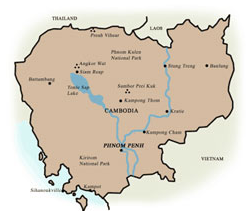 THAILAND
LAOS
Preah Vihear
Phnom Kulen
National Park
Angkor Wat
Siem Reap
Stung Treng
Banlung
Battambang
Tonle Sap
Lake
Sambor Prei Kuk
Kampong Thom
CAMBODIA
Kratie
Kampong Cham
PHNOM PENH
VIETNAM
Kirirom
National Park
Sihanoukville
Kampot